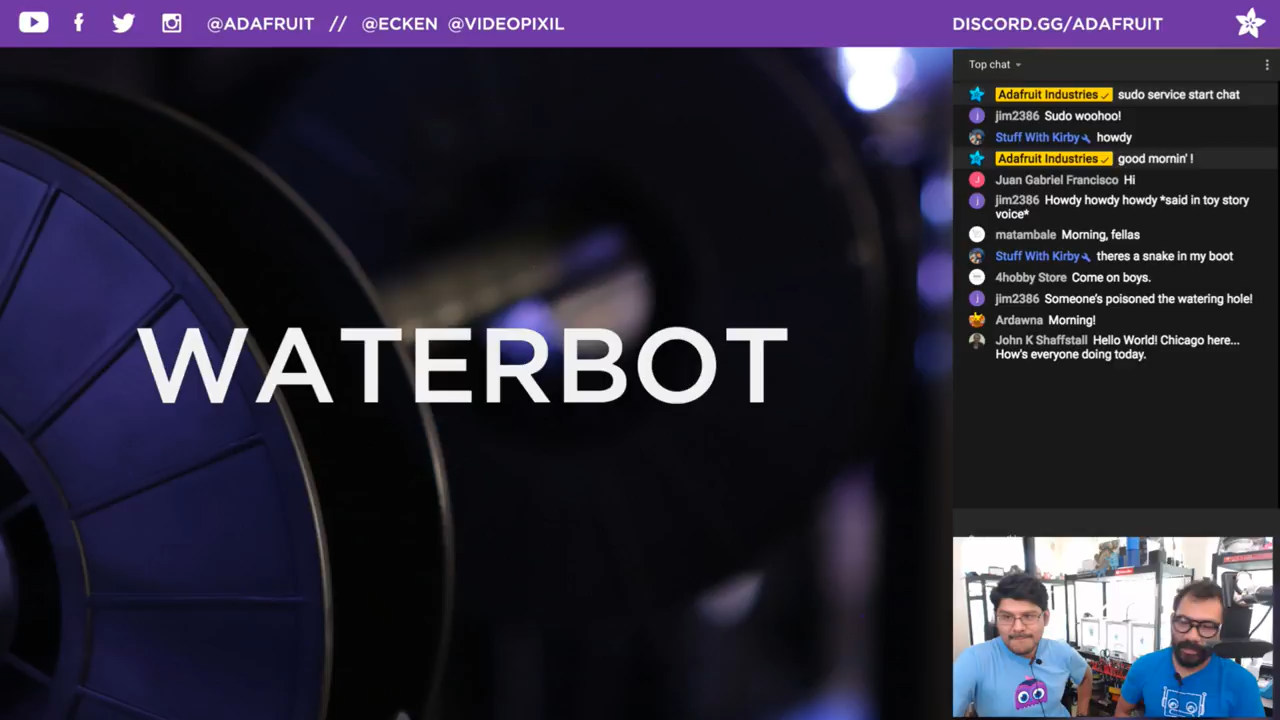 @ADAFRUIT // @ECKEN @VIDEOPIXIL
DISCORD.GG/ADAFRUIT
Top chat
Adafruit Industries sudo service start chat
jim2386 Sudo woohoo!
Stuff With Kirby howdy
Adafruit Industries good mornin' !
Juan Gabriel Francisco Hi
jim2386 Howdy howdy howdy *said in toy story
voice*
matambale Morning, fellas
Stuff With Kirby theres a snake in my boot
4hobby Store Come on boys.
jim2386 Someone's poisoned the watering hole!
Ardawna Morning!
John K Shaffstall Hello World! Chicago here...
How's everyone doing today.
WATERBOT